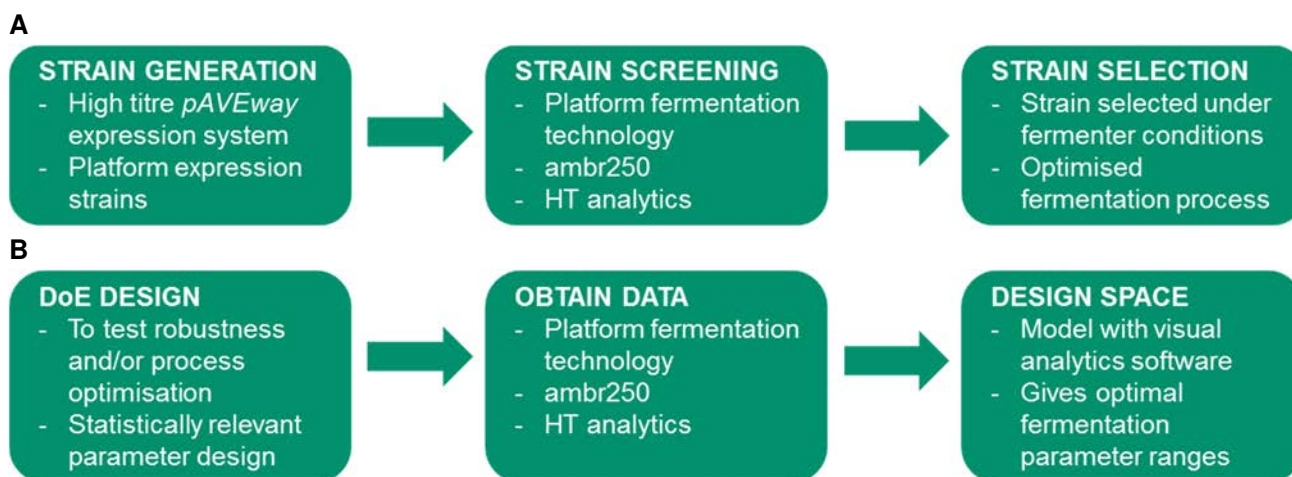 A
STRAIN GENERATION
- High titre pAVEway
expression system
- Platform expression
strains
STRAIN SCREENING
- Platform fermentation
technology
- ambr250
- HT analytics
STRAIN SELECTION
- Strain selected under
fermenter conditions
- Optimised
fermentation process
B
DoE DESIGN
- To test robustness
and/or process
optimisation
- Statistically relevant
parameter design
OBTAIN DATA
- Platform fermentation
technology
- ambr250
- HT analytics
DESIGN SPACE
- Model with visual
analytics software
- Gives optimal
fermentation
parameter ranges